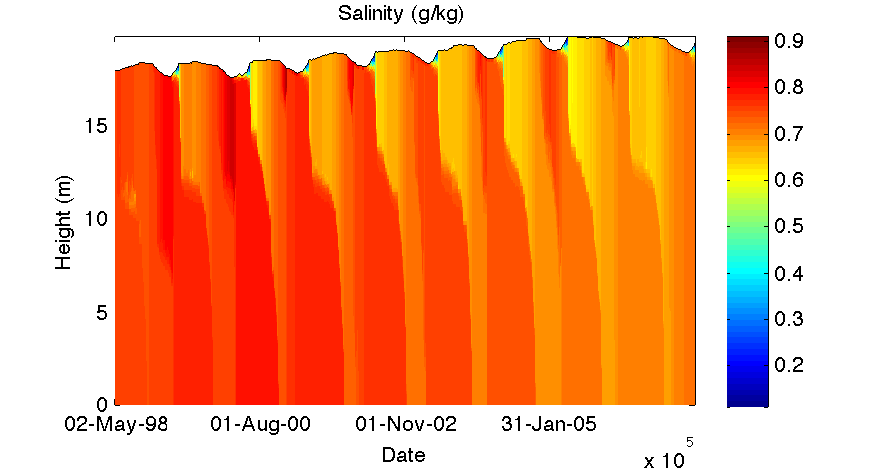 Salinity (g/kg)
Height (m)
15
10
5
0
02-May-98
01-Aug-00
01-Nov-02
31-Jan-05
Date
x 10^5
0.9
0.8
0.7
0.6
0.5
0.4
0.3
0.2